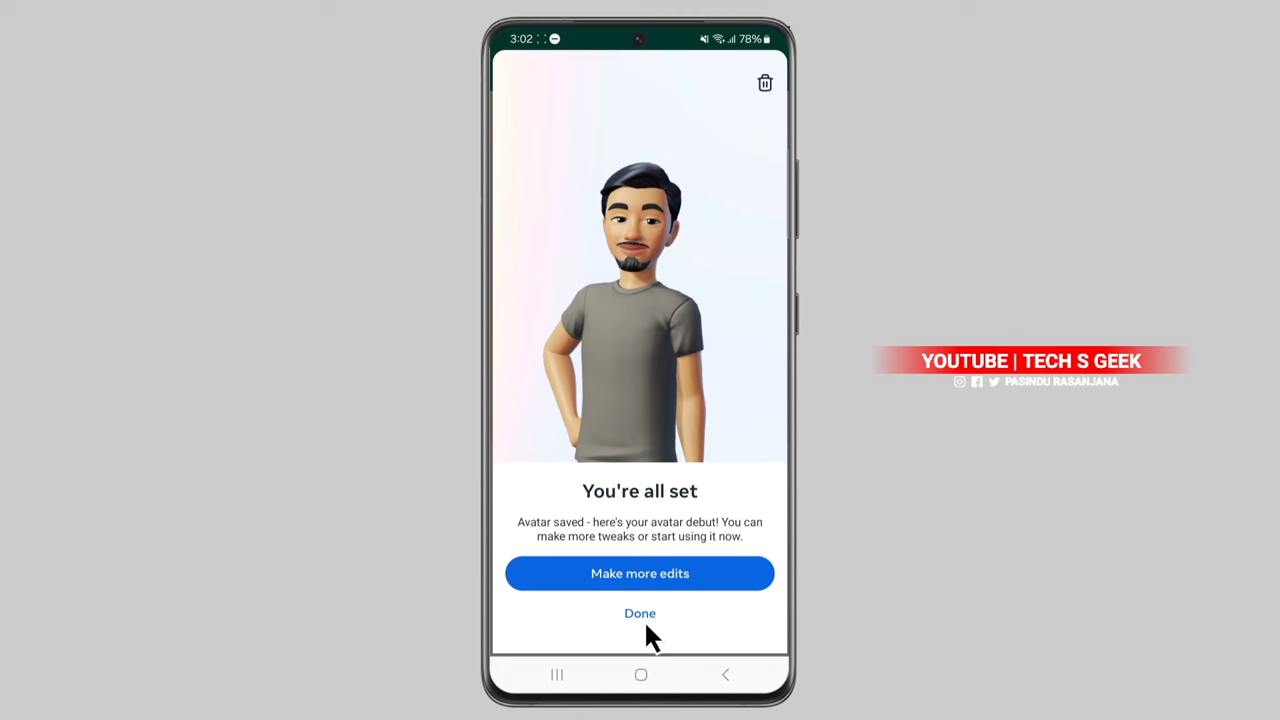 3:02
78%
You're all set
Avatar saved - here's your avatar debut! You can
make more tweaks or start using it now.
Make more edits
Done
YOUTUBE | TECH S GEEK
PASINDU RASANJANA